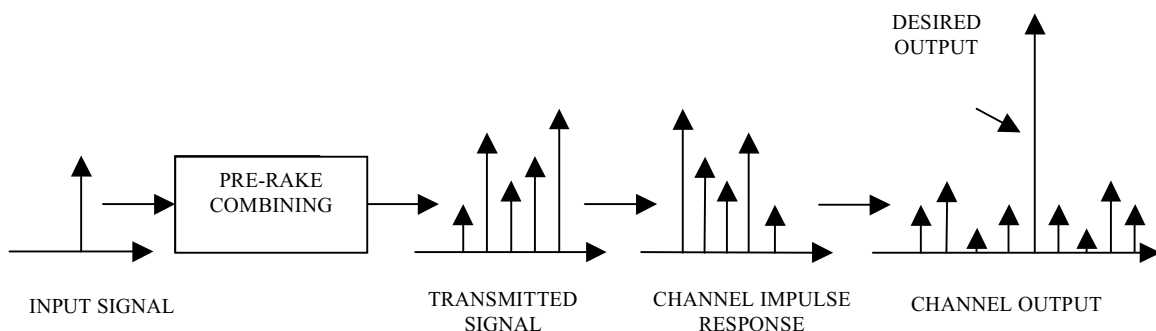 DESIRED
OUTPUT
PRE-RAKE
COMBINING
INPUT SIGNAL
TRANSMITTED
SIGNAL
CHANNEL IMPULSE
RESPONSE
CHANNEL OUTPUT